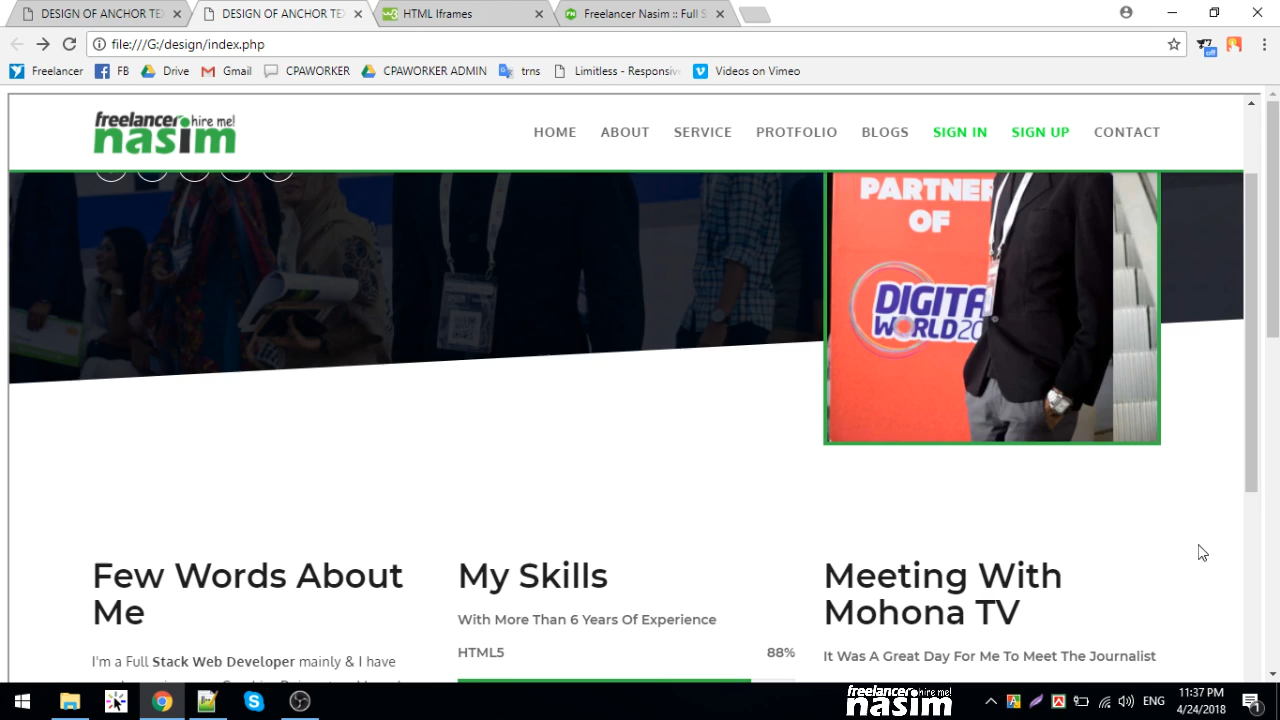 DESIGN OF ANCHOR TE
DESIGN OF ANCHOR TE
HTML Iframes
Freelancer Nasim :: Full S
file:///G:/design/index.php
Freelancer
FB
Drive
Gmail
CPAWORKER
CPAWORKER ADMIN
trns
Limitless - Responsiv
Videos on Vimeo
off
freelancer hire me!
nasim
HOME
ABOUT
SERVICE
PROTFOLIO
BLOGS
SIGN IN
SIGN UP
CONTACT
PARTNER
OF
DIGITA
WORLD20
Few Words About
Me
I'm a Full Stack Web Developer mainly & I have
My Skills
With More Than 6 Years Of Experience
HTML5 88%
Meeting With
Mohona TV
It Was A Great Day For Me To Meet The Journalist
freelancer hire me!
nasim
ENG
11:37 PM
4/24/2018